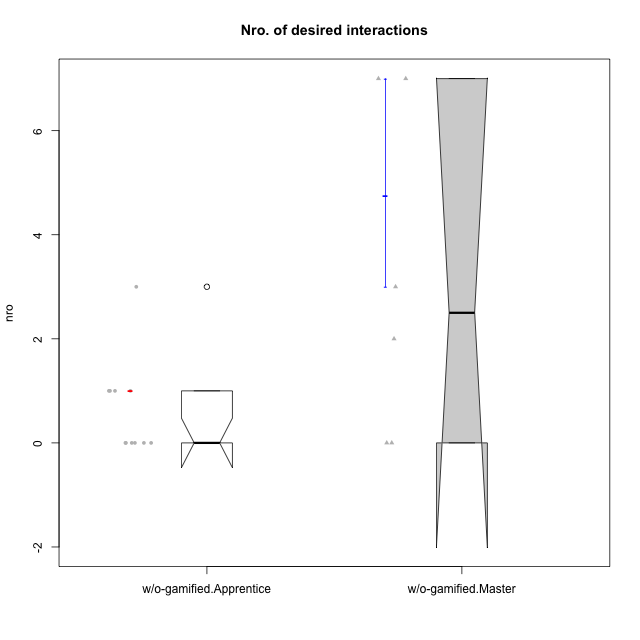 Nro. of desired interactions
nro
6
4
2
0
-2
w/o-gamified.Apprentice
w/o-gamified.Master